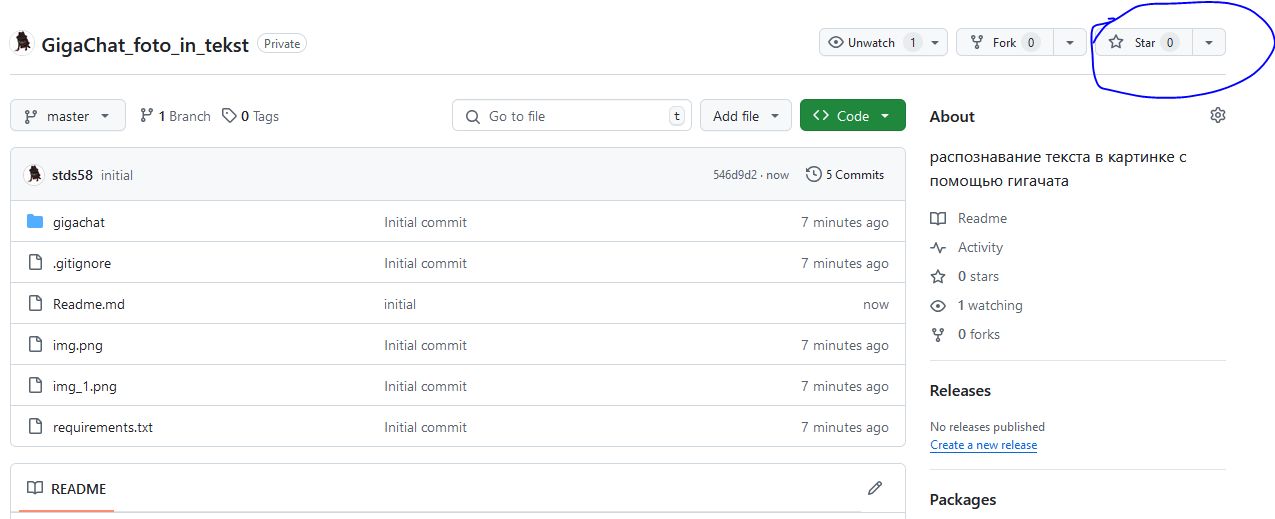 GigaChat_foto_in_tekst Private
Unwatch 1 Fork 0 Star 0
master 1 Branch 0 Tags Go to file t Add file Code
About
распознавание текста в картинке с
помощью гигачата
stds58 initial 546d9d2 · now 5 Commits
gigachat Initial commit 7 minutes ago
.gitignore Initial commit 7 minutes ago
Readme.md initial now
img.png Initial commit 7 minutes ago
img_1.png Initial commit 7 minutes ago
requirements.txt Initial commit 7 minutes ago
README
Readme
Activity
0 stars
1 watching
0 forks
Releases
No releases published
Create a new release
Packages